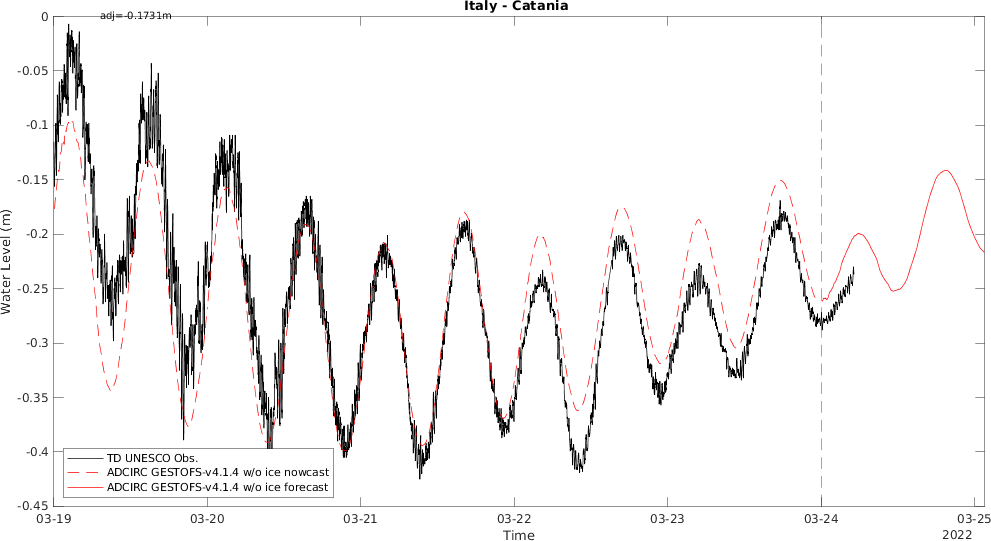 Italy - Catania
adj=-0.1731m
0
-0.05
-0.1
-0.15
-0.2
-0.25
-0.3
-0.35
-0.4
-0.45
Water Level (m)
TD UNESCO Obs.
ADCIRC GESTOFS-v4.1.4 w/o ice nowcast
ADCIRC GESTOFS-v4.1.4 w/o ice forecast
03-19 03-20 03-21 03-22 03-23 03-24 03-25
Time
2022